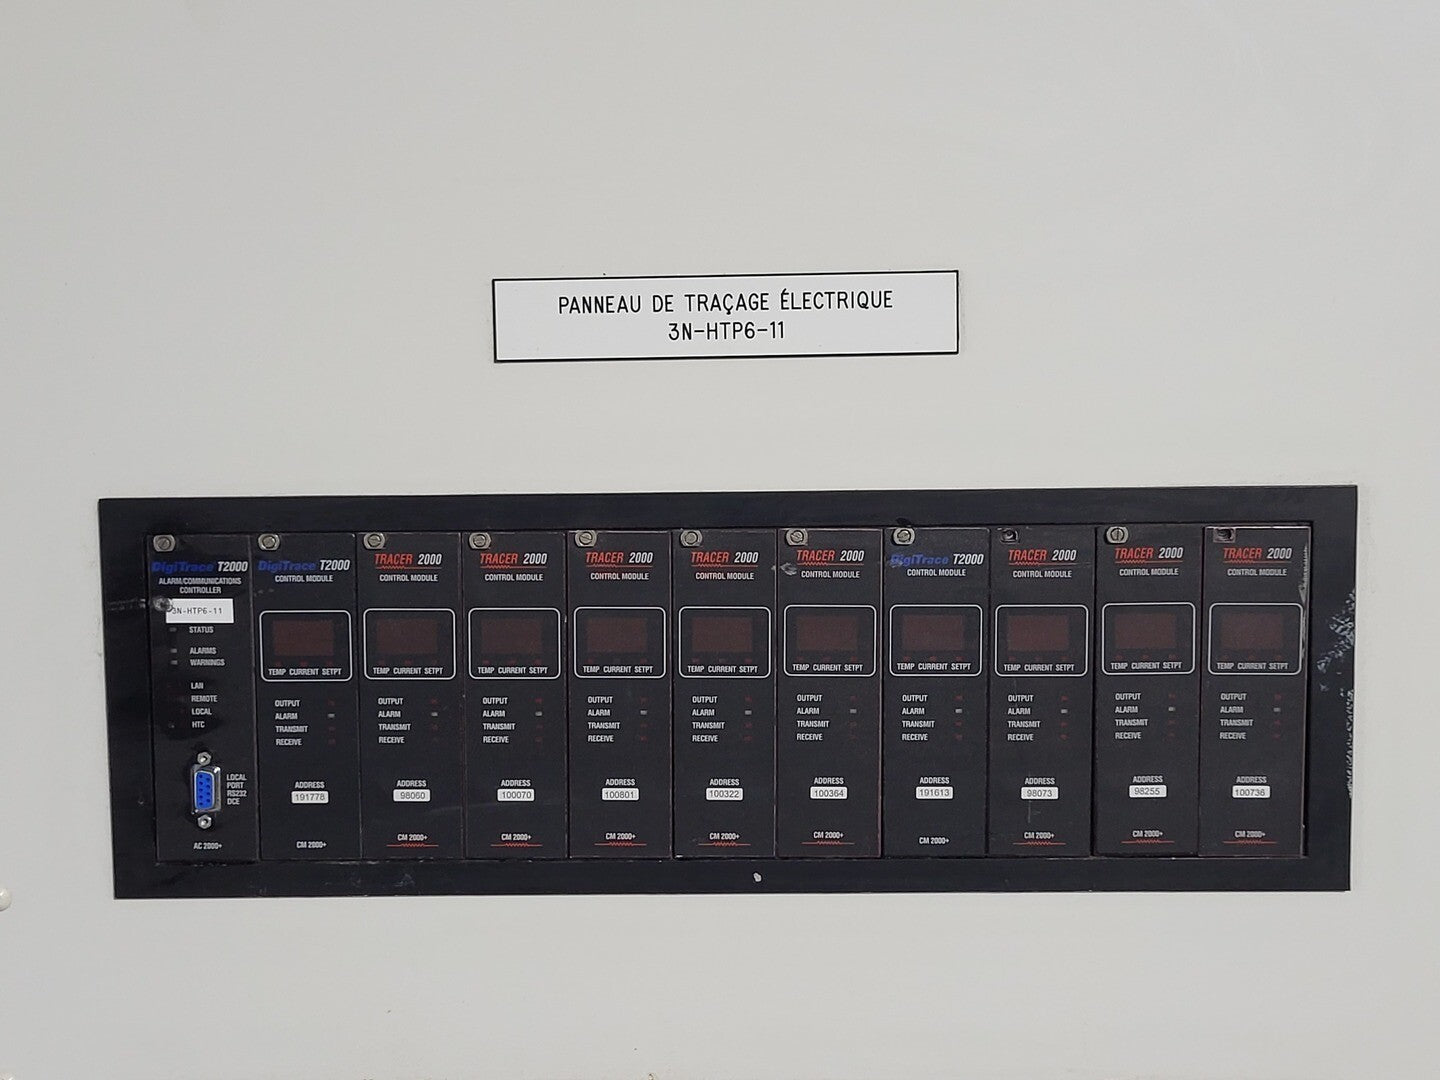 PANNEAU DE TRAÇAGE ÉLECTRIQUE
3N-HTP6-11
DigiTrace T2000
ALARM/COMMUNICATIONS
CONTROLLER
3N-HTP6-11
STATUS
ALARMS
WARNINGS
LAN
REMOTE
LOCAL
HTC
LOCAL
PORT
RS232
DCE
AC 2000+
DigiTrace T2000
CONTROL MODULE
TEMP CURRENT SETPT
OUTPUT
ALARM
TRANSMIT
RECEIVE
ADDRESS
191778
CM 2000+
TRACER 2000
CONTROL MODULE
TEMP CURRENT SETPT
OUTPUT
ALARM
TRANSMIT
RECEIVE
ADDRESS
98060
CM 2000+
TRACER 2000
CONTROL MODULE
TEMP CURRENT SETPT
OUTPUT
ALARM
TRANSMIT
RECEIVE
ADDRESS
100070
CM 2000+
TRACER 2000
CONTROL MODULE
TEMP CURRENT SETPT
OUTPUT
ALARM
TRANSMIT
RECEIVE
ADDRESS
100801
CM 2000+
TRACER 2000
CONTROL MODULE
TEMP CURRENT SETPT
OUTPUT
ALARM
TRANSMIT
RECEIVE
ADDRESS
100322
CM 2000+
TRACER 2000
CONTROL MODULE
TEMP CURRENT SETPT
OUTPUT
ALARM
TRANSMIT
RECEIVE
ADDRESS
100364
CM 2000+
DigiTrace T2000
CONTROL MODULE
TEMP CURRENT SETPT
OUTPUT
ALARM
TRANSMIT
RECEIVE
ADDRESS
191613
CM 2000+
TRACER 2000
CONTROL MODULE
TEMP CURRENT SETPT
OUTPUT
ALARM
TRANSMIT
RECEIVE
ADDRESS
98073
CM 2000+
TRACER 2000
CONTROL MODULE
TEMP CURRENT SETPT
OUTPUT
ALARM
TRANSMIT
RECEIVE
ADDRESS
98255
CM 2000+
TRACER 2000
CONTROL MODULE
TEMP CURRENT SETPT
OUTPUT
ALARM
TRANSMIT
RECEIVE
ADDRESS
100736
CM 2000+